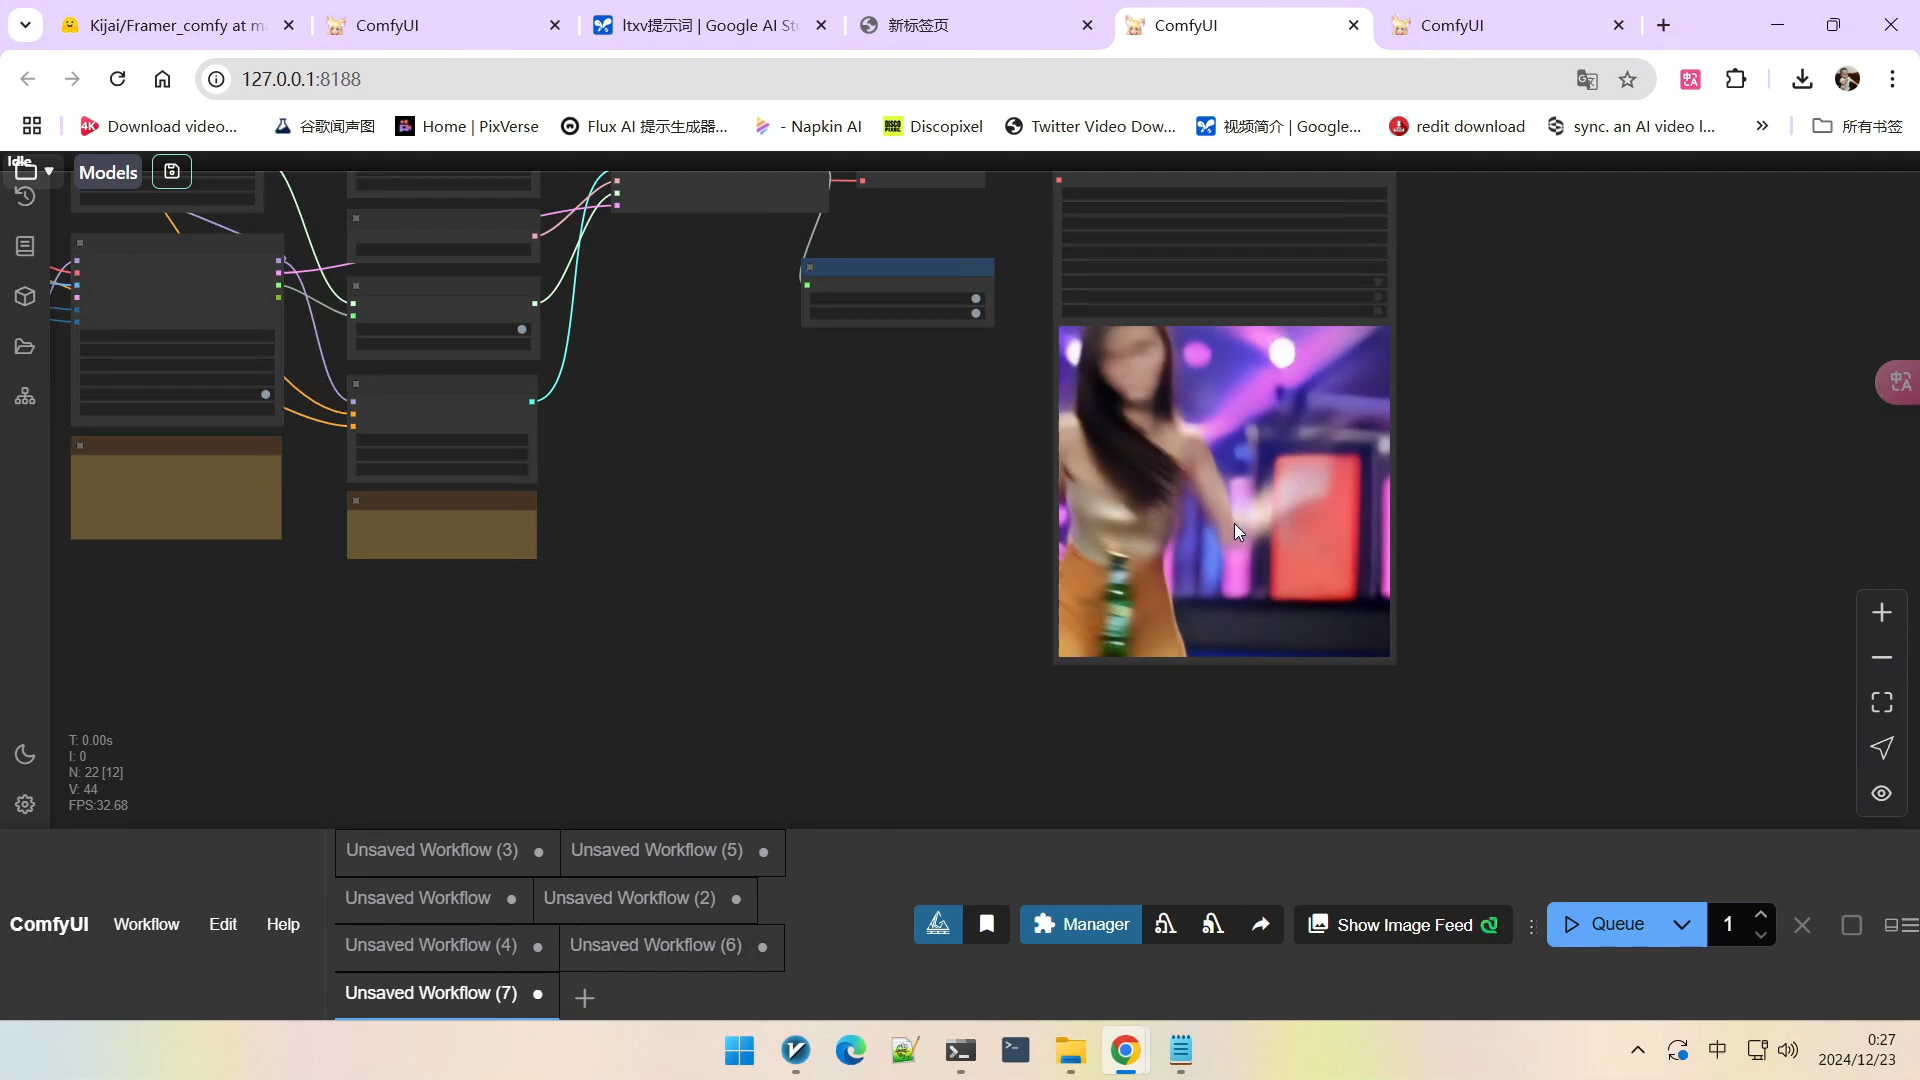 Kijai/Framer_comfy at m
ComfyUI
ltxv提示词 | Google AI St
新标签页
ComfyUI
ComfyUI
127.0.0.1:8188
4K Download video...
谷歌闻声图
Home | PixVerse
Flux AI 提示生成器...
- Napkin AI
Discopixel
Twitter Video Dow...
视频简介 | Google...
redit download
sync. an AI video l...
所有书签
Idle
Models
T: 0.00s
I: 0
N: 22 [12]
V: 44
FPS:32.68
Unsaved Workflow (3)
Unsaved Workflow (5)
Unsaved Workflow
Unsaved Workflow (2)
ComfyUI
Workflow
Edit
Help
Manager
Show Image Feed
Queue
1
Unsaved Workflow (4)
Unsaved Workflow (6)
Unsaved Workflow (7)
中
0:27
2024/12/23